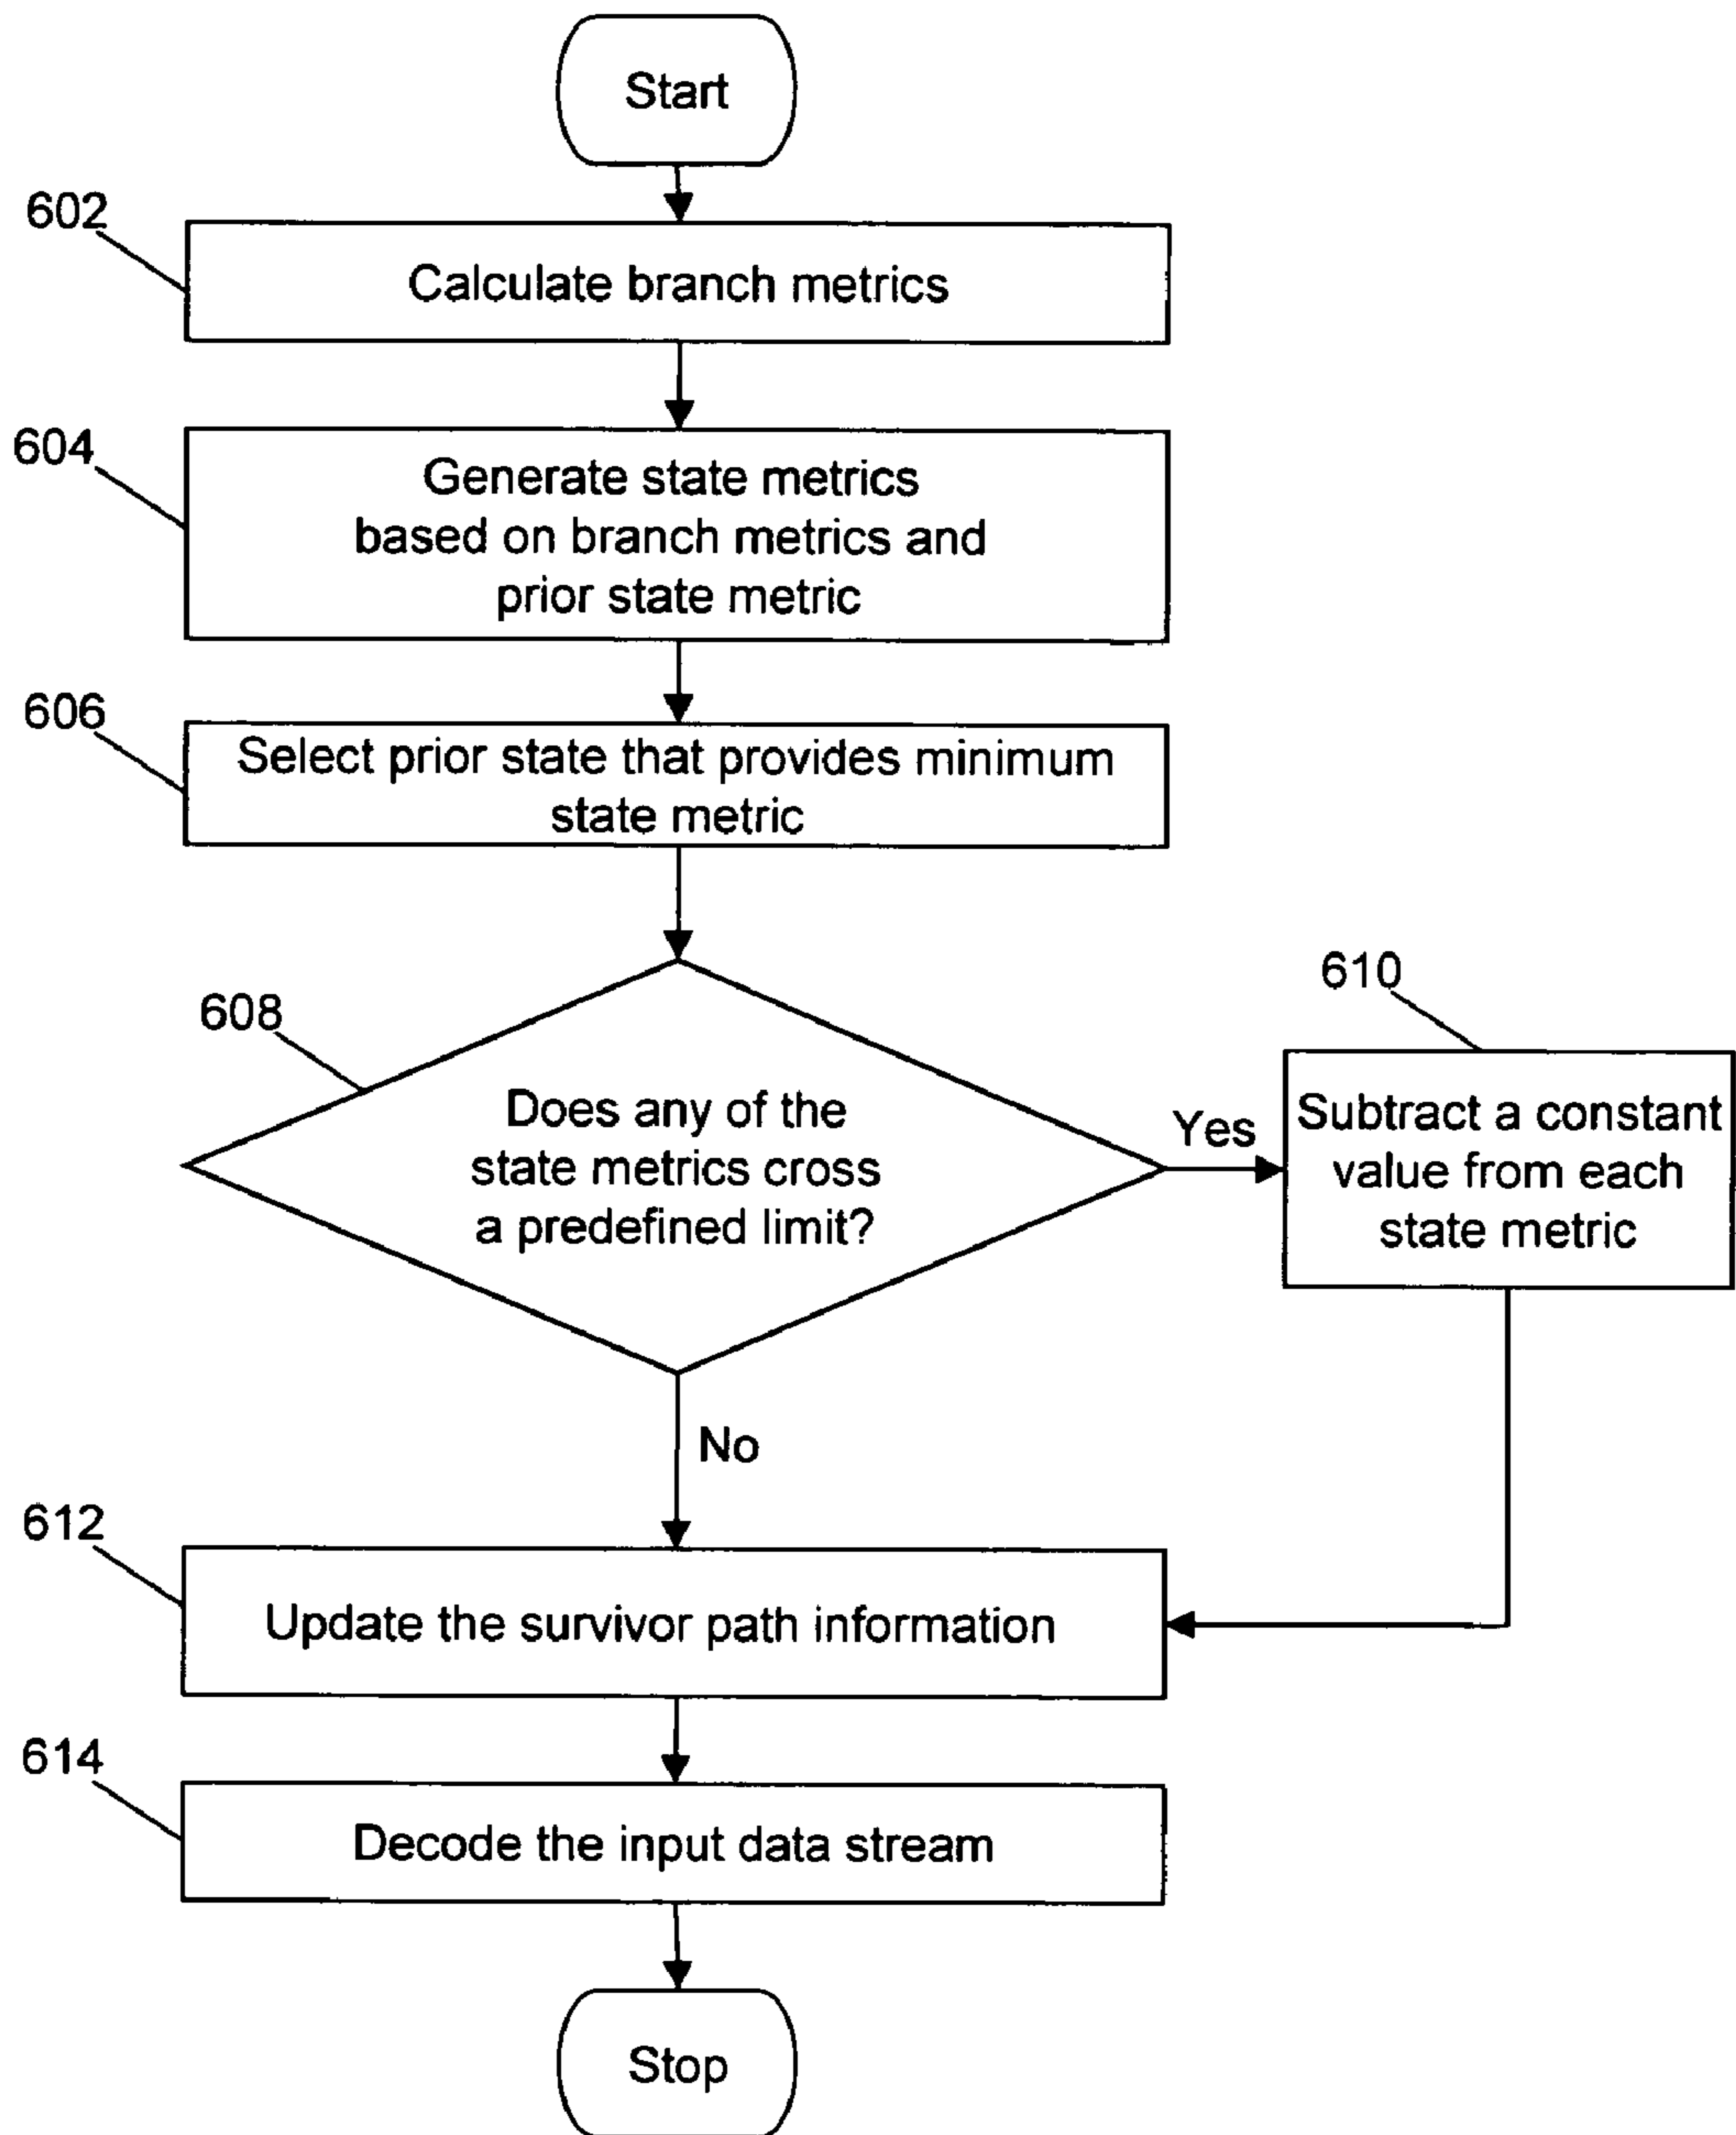 Start
602
Calculate branch metrics
604
Generate state metrics
based on branch metrics and
prior state metric
606
Select prior state that provides minimum
state metric
608
Does any of the
state metrics cross
a predefined limit?
Yes
610
Subtract a constant
value from each
state metric
No
612
Update the survivor path information
614
Decode the input data stream
Stop